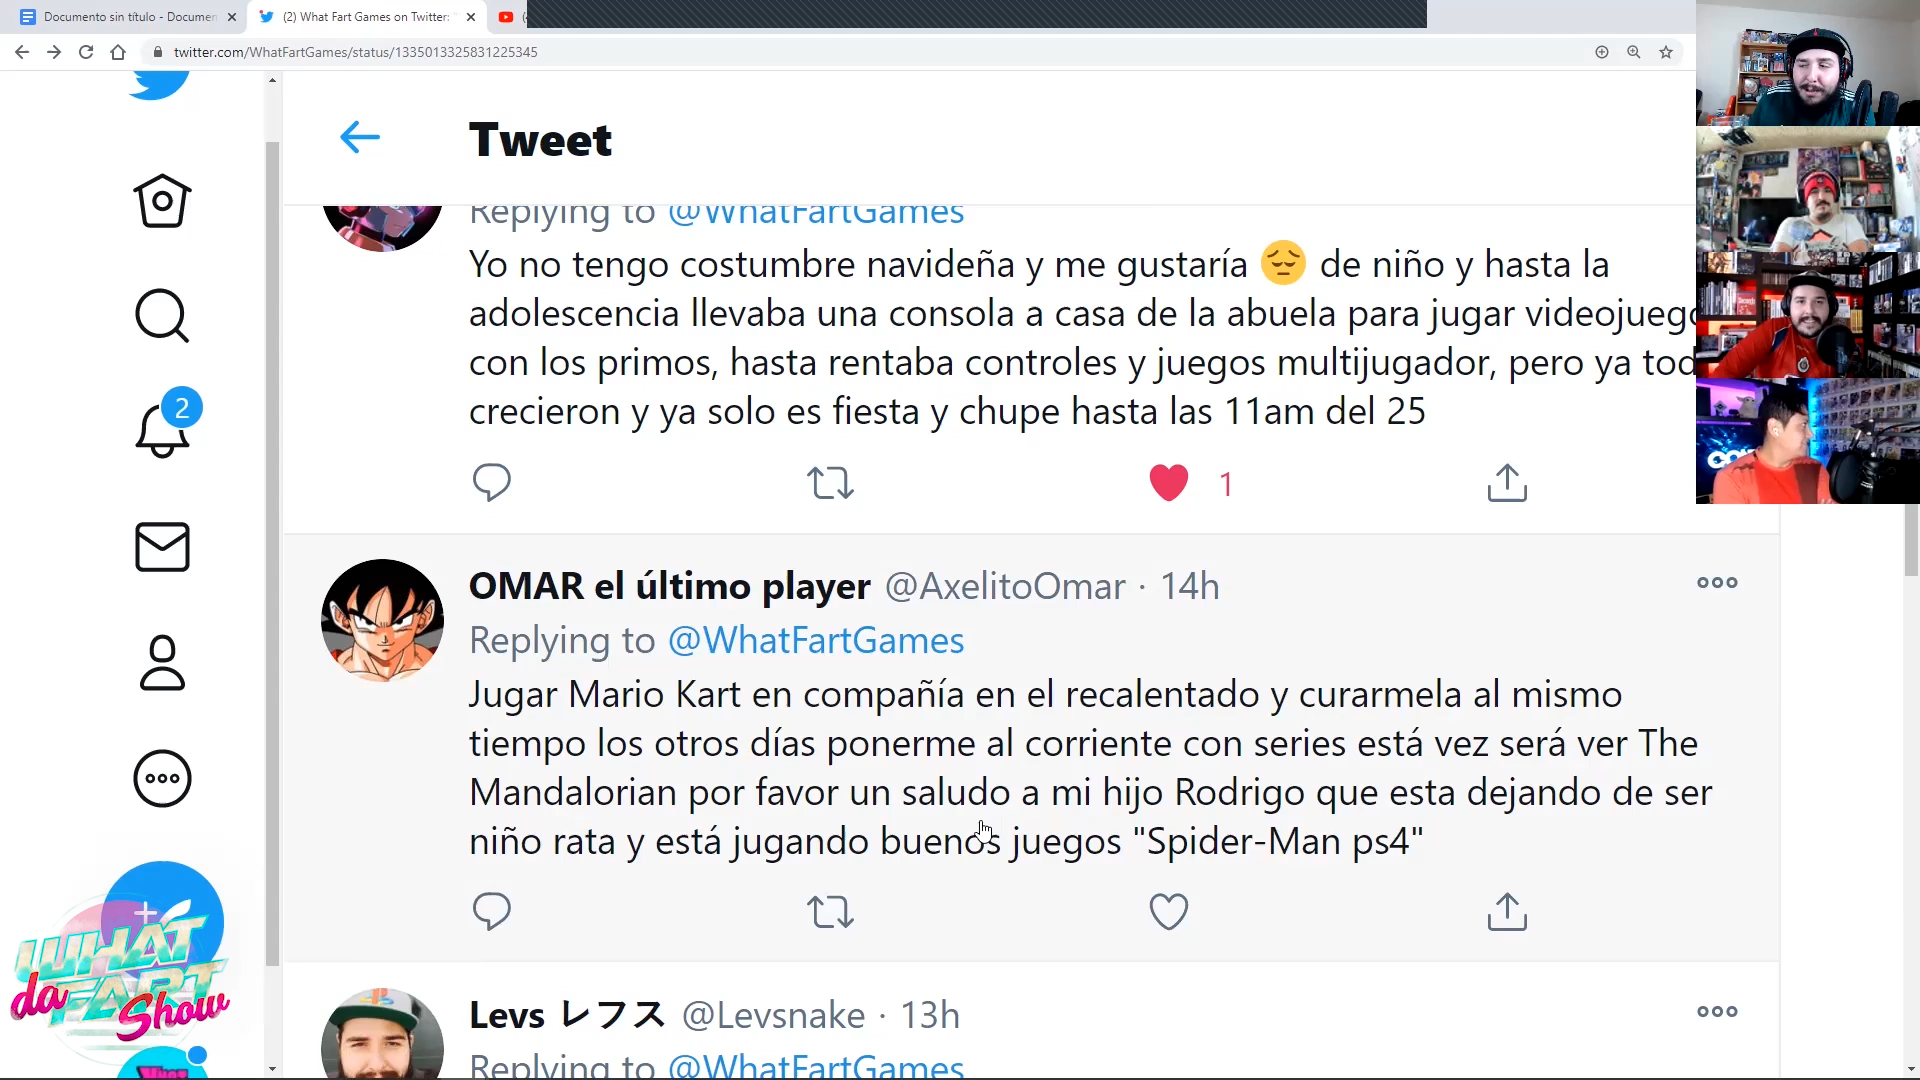 Documento sin título - Documen
(2) What Fart Games on Twitter: "
twitter.com/WhatFartGames/status/1335013325831225345
Tweet
Replying to @WhatFartGames
Yo no tengo costumbre navideña y me gustaría 😔 de niño y hasta la
adolescencia llevaba una consola a casa de la abuela para jugar videojuego
con los primos, hasta rentaba controles y juegos multijugador, pero ya tod
crecieron y ya solo es fiesta y chupe hasta las 11am del 25
1
2
OMAR el último player @AxelitoOmar · 14h
Replying to @WhatFartGames
Jugar Mario Kart en compañía en el recalentado y curarmela al mismo
tiempo los otros días ponerme al corriente con series está vez será ver The
Mandalorian por favor un saludo a mi hijo Rodrigo que esta dejando de ser
niño rata y está jugando buenos juegos "Spider-Man ps4"
Levs レフス @Levsnake · 13h
Replying to @WhatFartGames
WHAT
da FART
Show